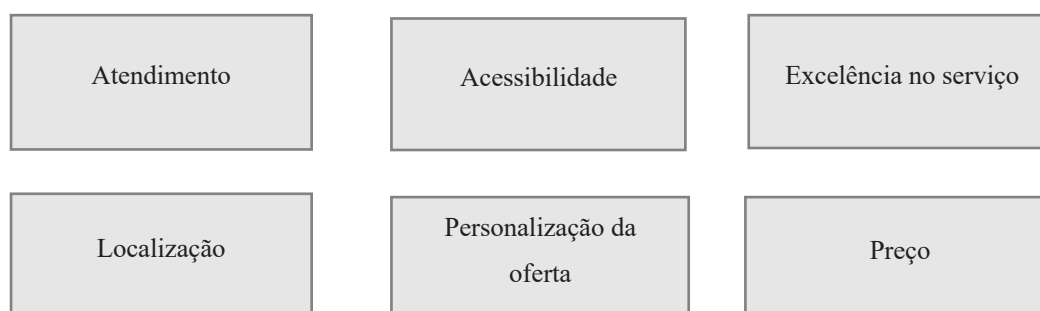 Atendimento
Acessibilidade
Excelência no serviço
Localização
Personalização da
oferta
Preço